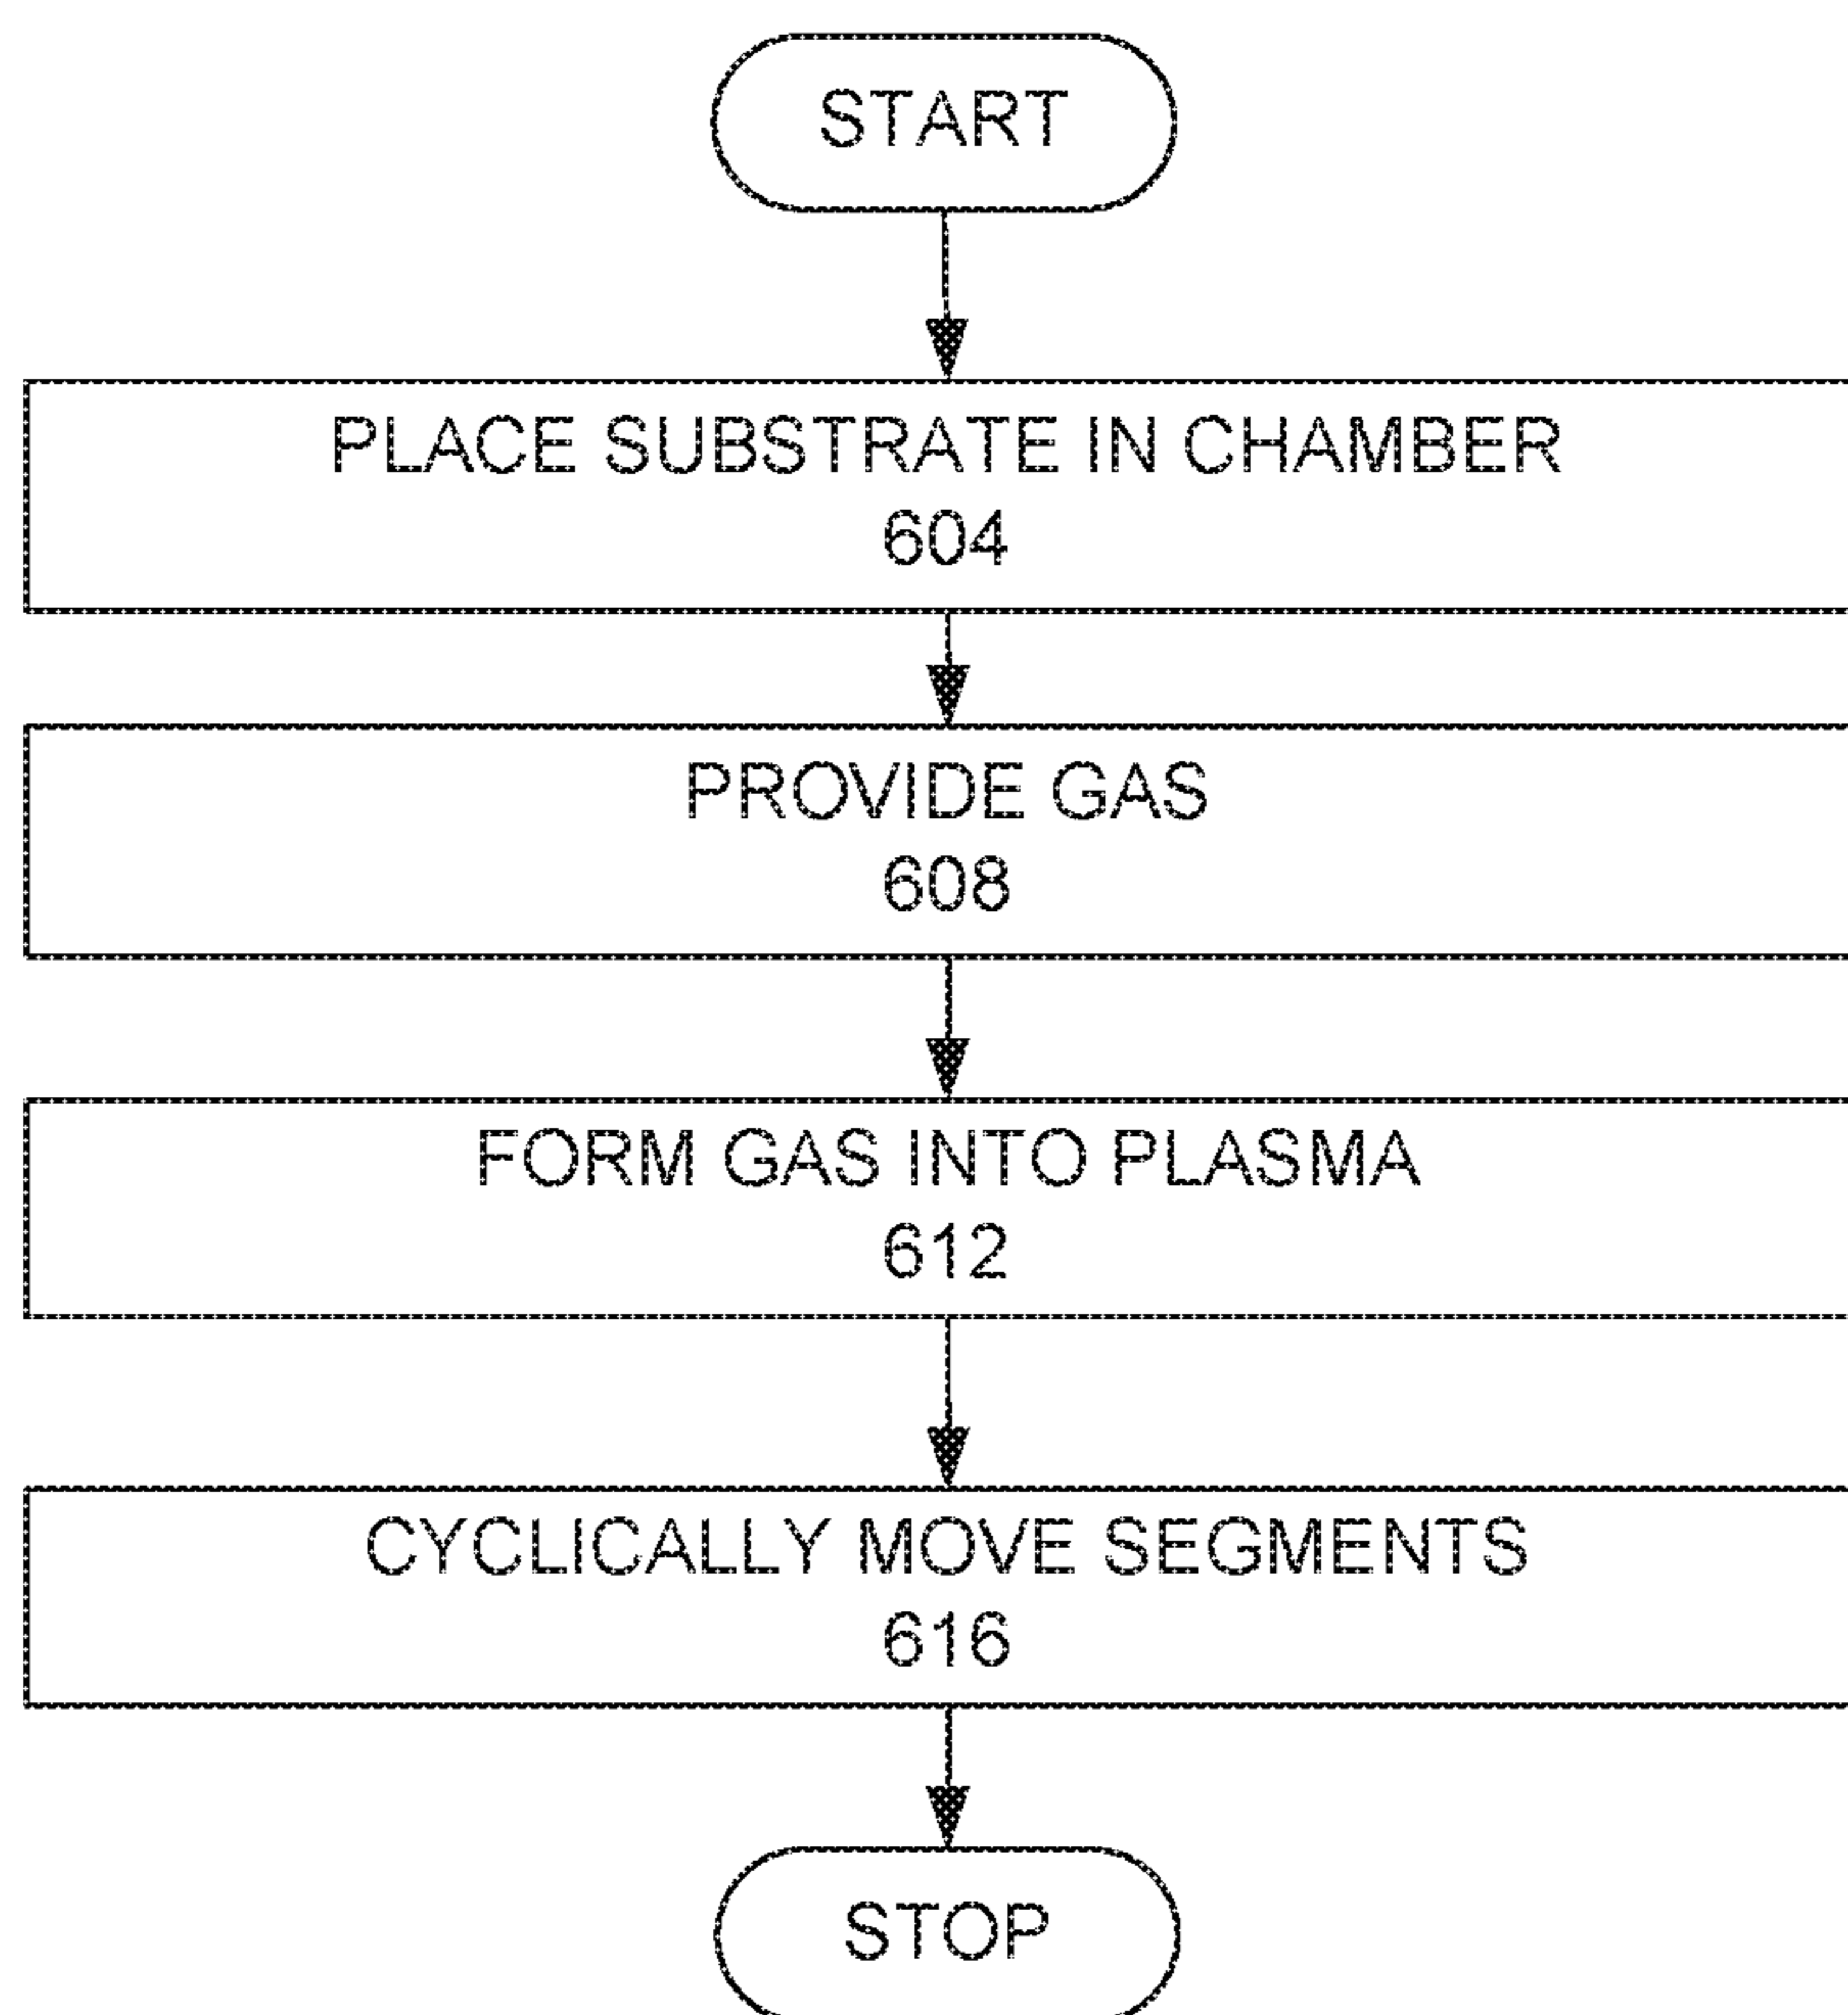 START
PLACE SUBSTRATE IN CHAMBER
604
PROVIDE GAS
608
FORM GAS INTO PLASMA
612
CYCLICALLY MOVE SEGMENTS
616
STOP